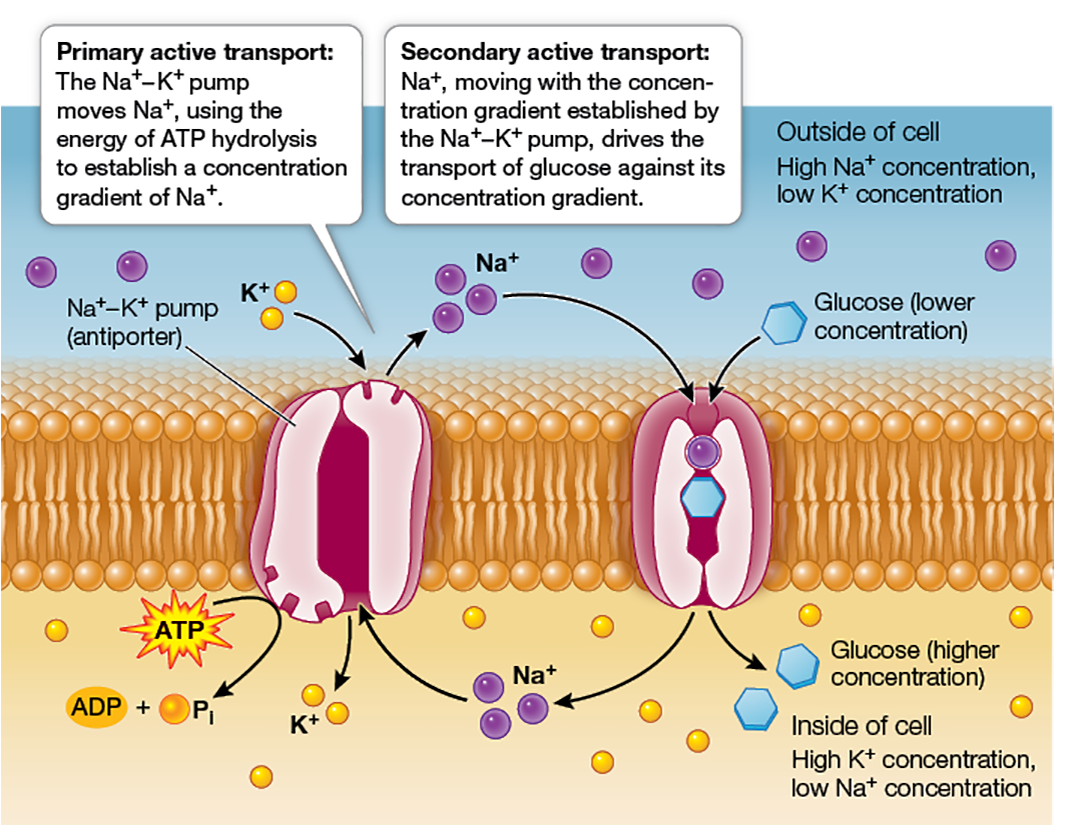 Primary active transport:
The Na⁺–K⁺ pump
moves Na⁺, using the
energy of ATP hydrolysis
to establish a concentration
gradient of Na⁺.
Secondary active transport:
Na⁺, moving with the concen-
tration gradient established by
the Na⁺–K⁺ pump, drives the
transport of glucose against its
concentration gradient.
Outside of cell
High Na⁺ concentration,
low K⁺ concentration
Na⁺–K⁺ pump
(antiporter)
K⁺
Na⁺
Glucose (lower
concentration)
ATP
ADP + Pᵢ
K⁺
Na⁺
Glucose (higher
concentration)
Inside of cell
High K⁺ concentration,
low Na⁺ concentration